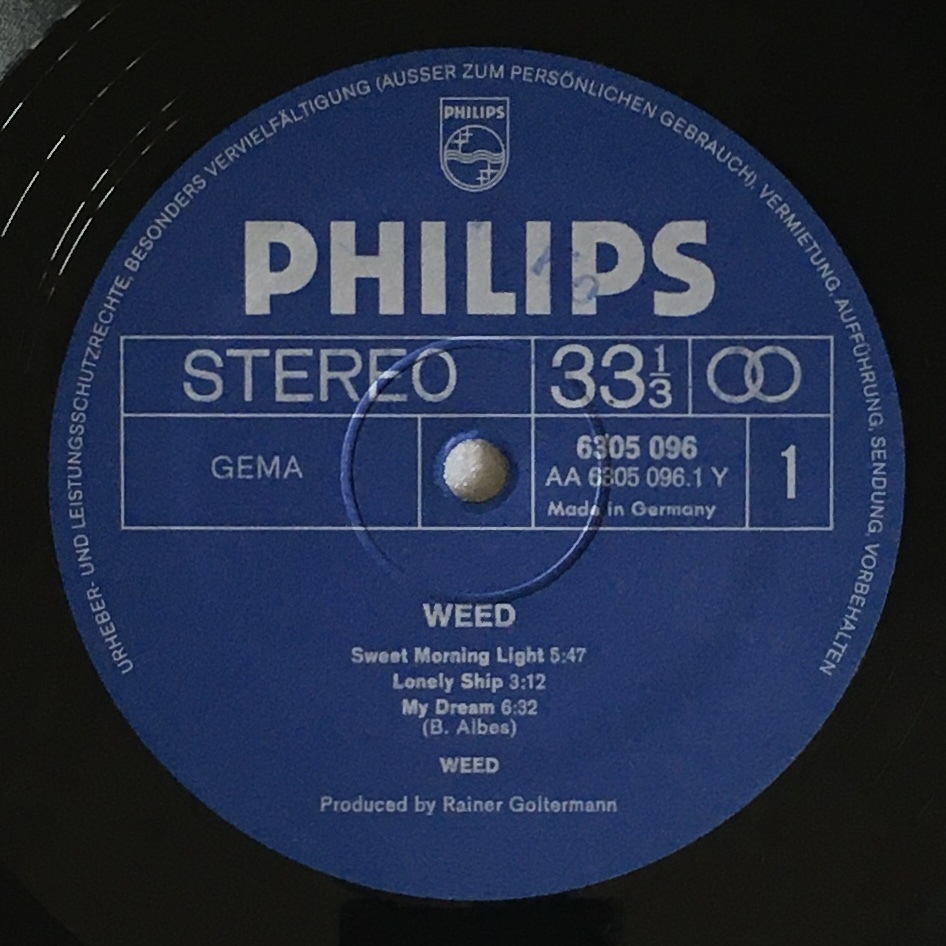 URHEBER- UND LEISTUNGSSCHUTZRECHTE, BESONDERS VERVIELFÄLTIGUNG (AUSSER ZUM PERSÖNLICHEN GEBRAUCH), VERMIETUNG, AUFFÜHRUNG, SENDUNG, VORBEHALTEN
PHILIPS
PHILIPS
STEREO 33 1/3
GEMA
6305 096
AA 6305 096.1 Y
Made in Germany
1
WEED
Sweet Morning Light 5:47
Lonely Ship 3:12
My Dream 6:32
(B. Albes)
WEED
Produced by Rainer Goltermann